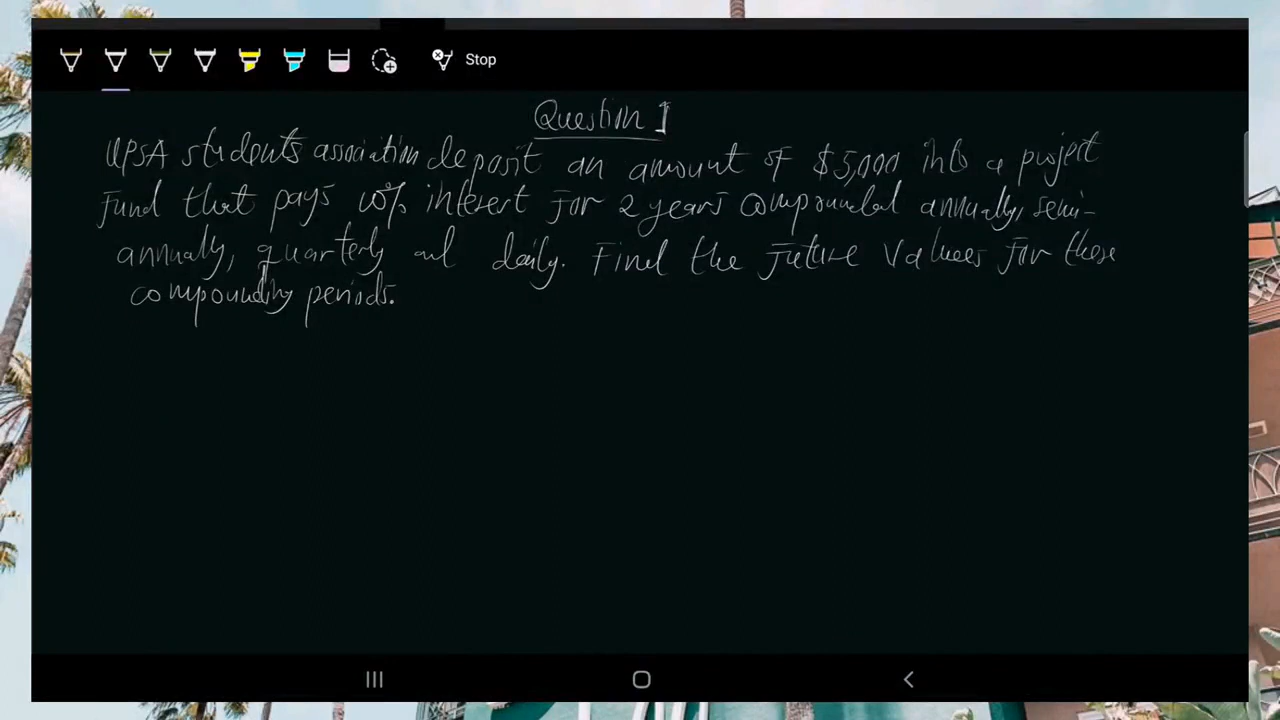 Stop
Question 1
UPSA students association deposit an amount of $5,000 into a project
Fund that pays 10% interest for 2 years compounded annually, semi-
annually, quarterly and daily. Find the Future Values for these
compounding periods.